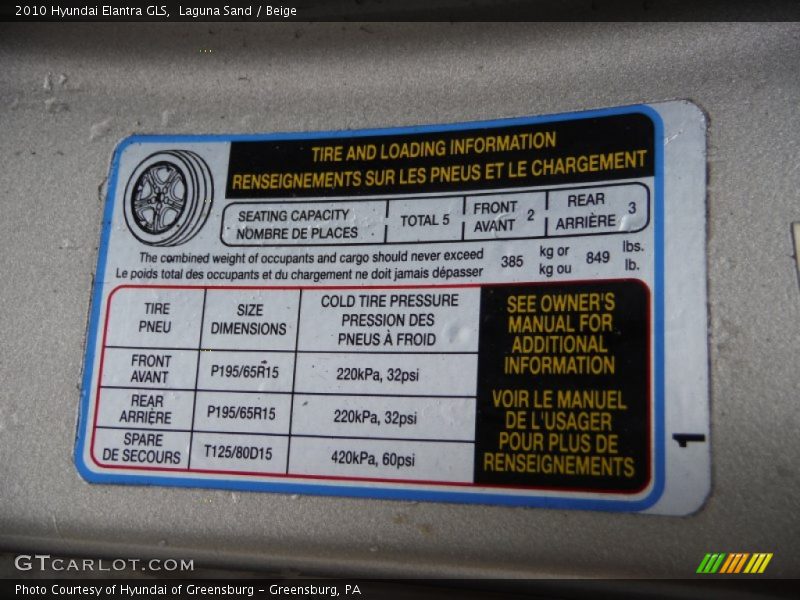 2010 Hyundai Elantra GLS,  Laguna Sand / Beige
TIRE AND LOADING INFORMATION
RENSEIGNEMENTS SUR LES PNEUS ET LE CHARGEMENT
SEATING CAPACITY
NOMBRE DE PLACES
TOTAL 5
FRONT
AVANT
2
REAR
ARRIÈRE
3
The combined weight of occupants and cargo should never exceed
Le poids total des occupants et du chargement ne doit jamais dépasser
385
kg or
kg ou
849
lbs.
lb.
TIRE
PNEU
SIZE
DIMENSIONS
COLD TIRE PRESSURE
PRESSION DES
PNEUS À FROID
FRONT
AVANT
P195/65R15
220kPa, 32psi
REAR
ARRIÈRE
P195/65R15
220kPa, 32psi
SPARE
DE SECOURS
T125/80D15
420kPa, 60psi
SEE OWNER'S
MANUAL FOR
ADDITIONAL
INFORMATION
VOIR LE MANUEL
DE L'USAGER
POUR PLUS DE
RENSEIGNEMENTS
1
GTCARLOT.COM
Photo Courtesy of Hyundai of Greensburg – Greensburg, PA